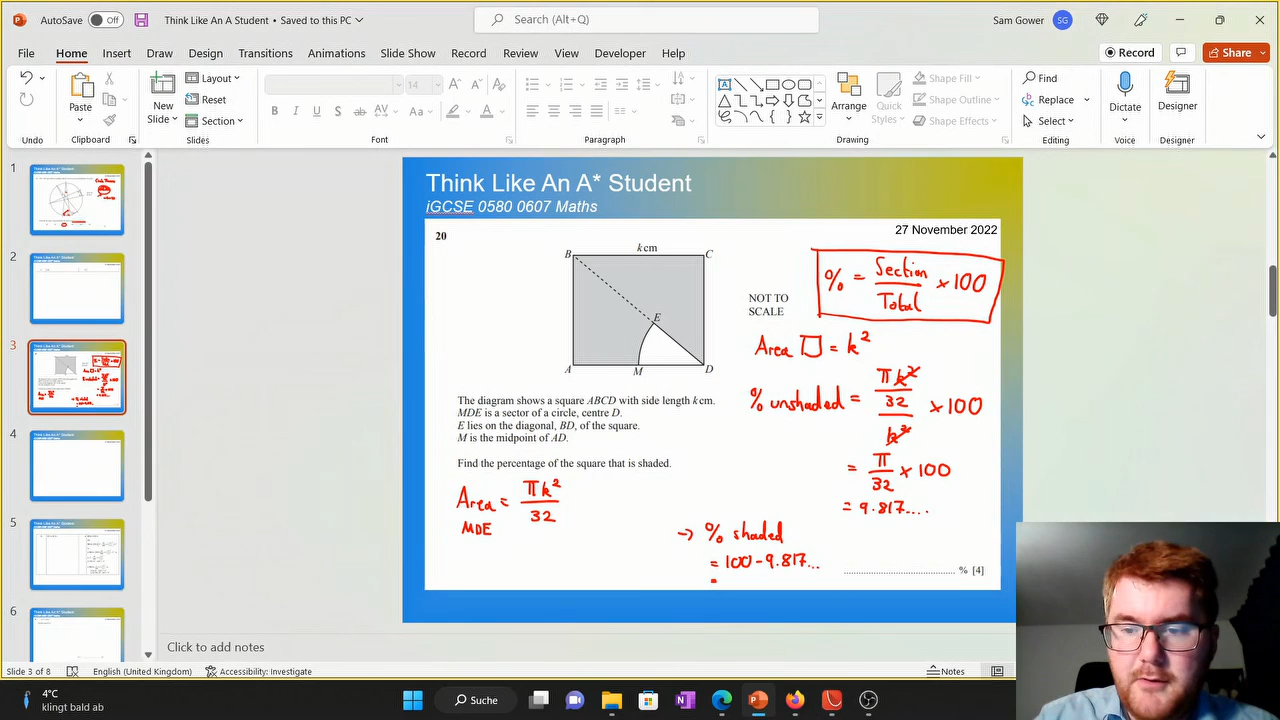 AutoSave Off Think Like An A Student • Saved to this PC Search (Alt+Q) Sam Gower SG
File Home Insert Draw Design Transitions Animations Slide Show Record Review View Developer Help Record Share
Paste New Slide Layout Reset Section 14 Arrange Quick Styles Shape Fill Shape Outline Shape Effects Find Replace Select Dictate Designer
Undo Clipboard Slides Font Paragraph Drawing Editing Voice Designer
1
2
3
4
5
6
Think Like An A* Student
iGCSE 0580 0607 Maths
27 November 2022
20
k cm
B C
E
A M D
NOT TO
SCALE
% = Section / Total × 100
Area □ = k²
% unshaded = πk²/32 / k² × 100
= π/32 × 100
= 9.817....
The diagram shows a square ABCD with side length k cm.
MDE is a sector of a circle, centre D.
E lies on the diagonal, BD, of the square.
M is the midpoint of AD.
Find the percentage of the square that is shaded.
Area MDE = πk²/32
→ % shaded
= 100 - 9.817...
=
% [4]
Click to add notes
Slide 3 of 8 English (United Kingdom) Accessibility: Investigate Notes
4°C
klingt bald ab
Suche